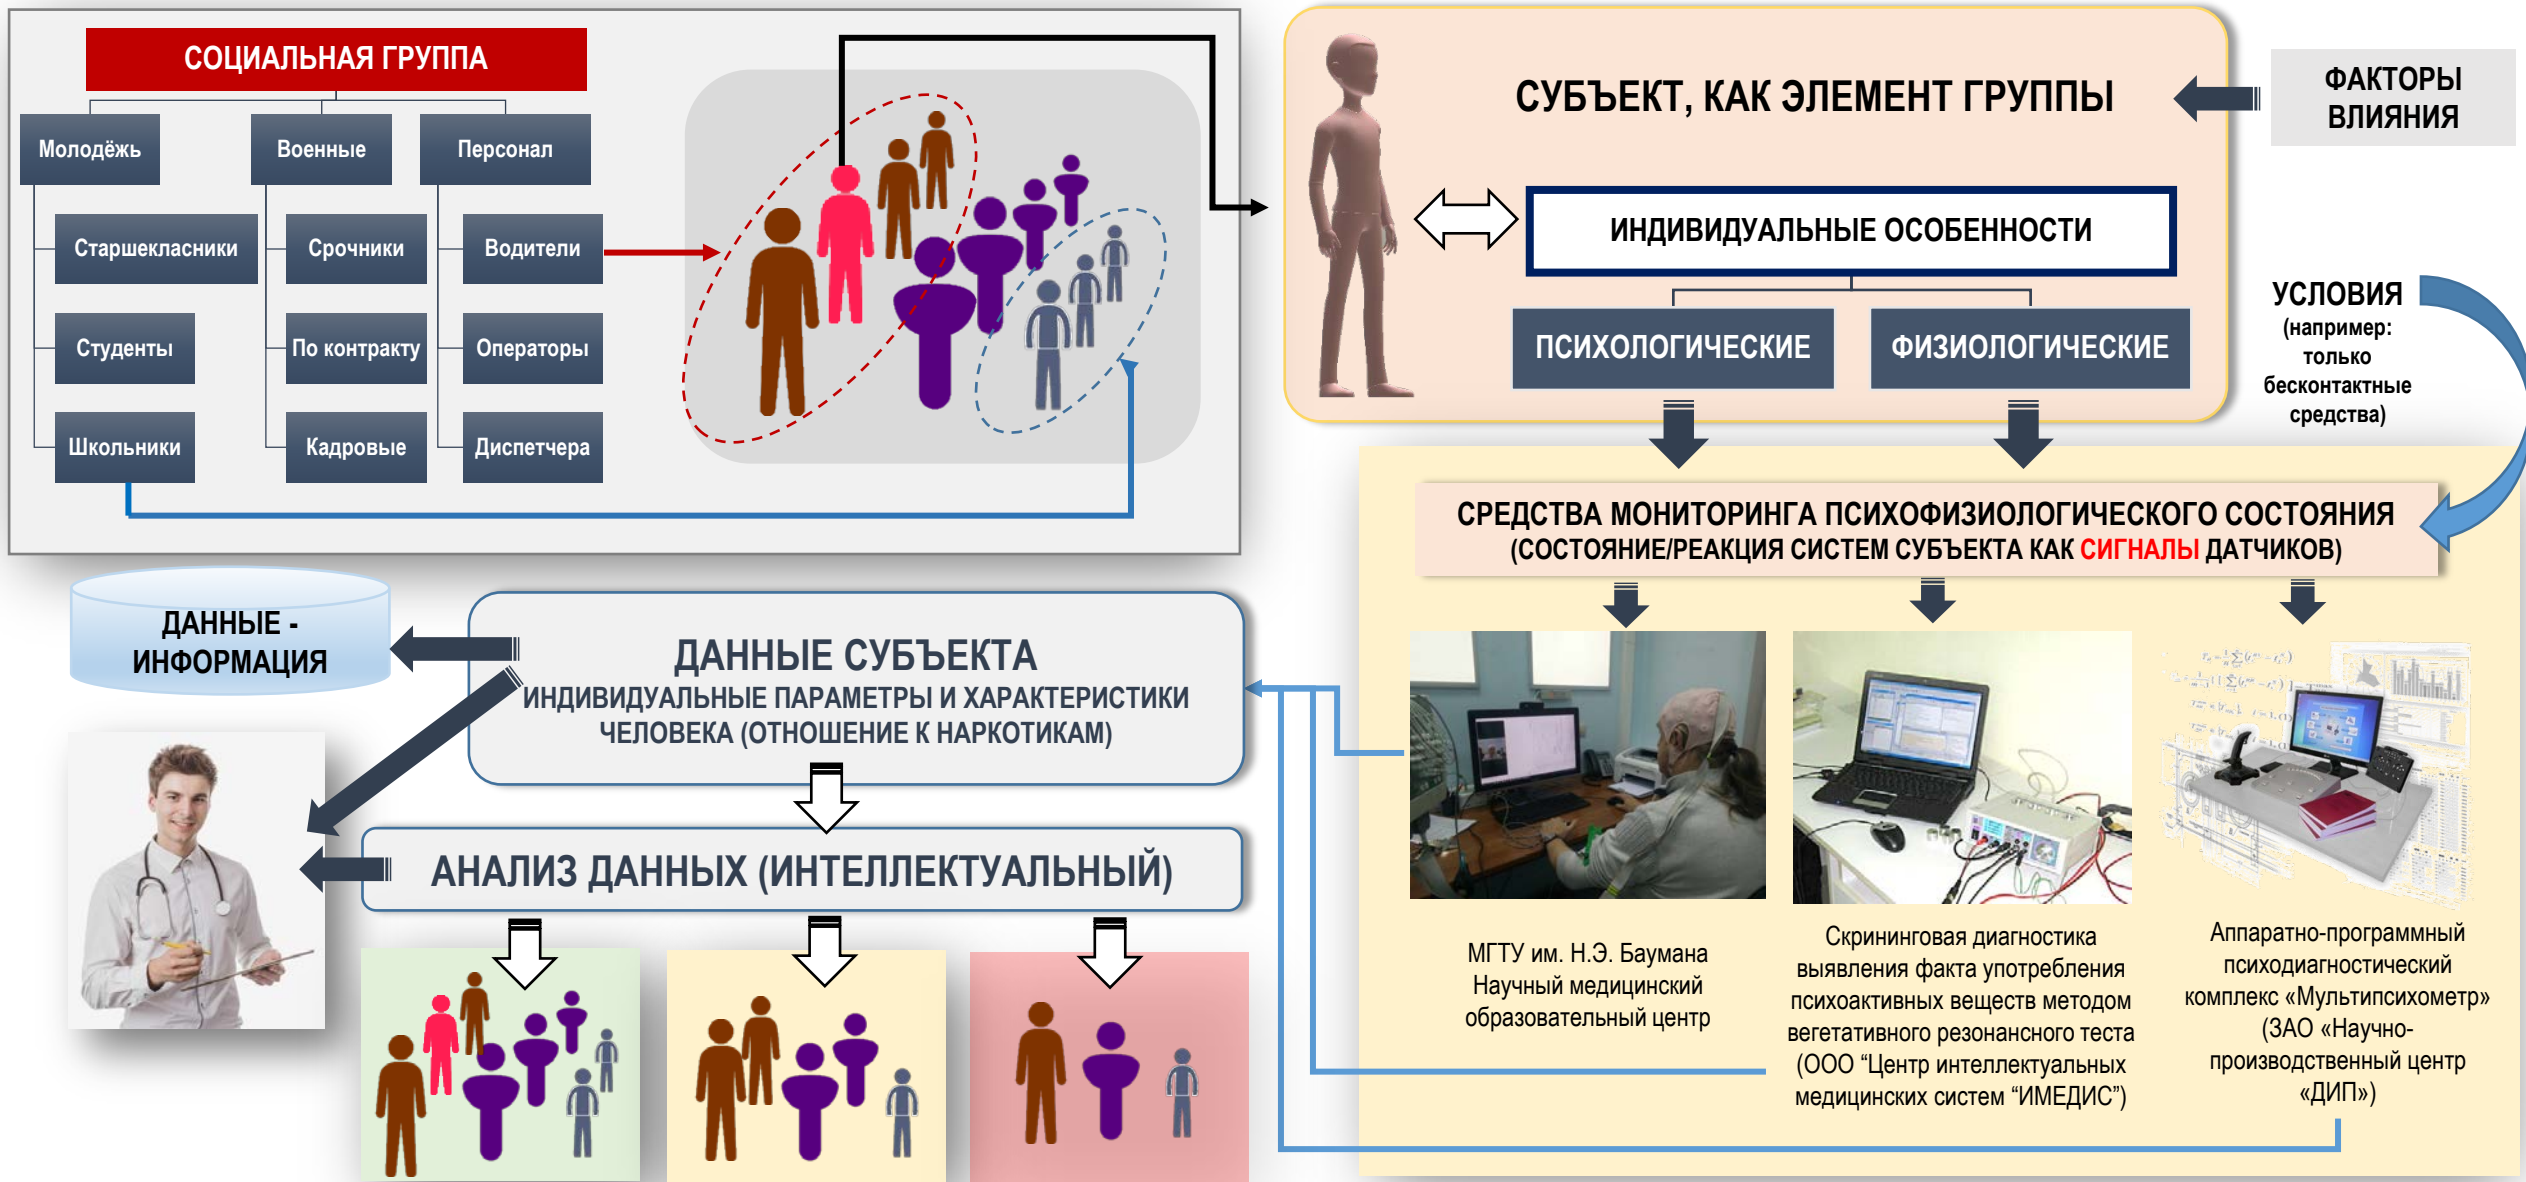 СОЦИАЛЬНАЯ ГРУППА
Молодёжь
Военные
Персонал
Старшекласники
Срочники
Водители
Студенты
По контракту
Операторы
Школьники
Кадровые
Диспетчера
СУБЪЕКТ, КАК ЭЛЕМЕНТ ГРУППЫ
ФАКТОРЫ
ВЛИЯНИЯ
ИНДИВИДУАЛЬНЫЕ ОСОБЕННОСТИ
ПСИХОЛОГИЧЕСКИЕ
ФИЗИОЛОГИЧЕСКИЕ
УСЛОВИЯ
(например:
только
бесконтактные
средства)
СРЕДСТВА МОНИТОРИНГА ПСИХОФИЗИОЛОГИЧЕСКОГО СОСТОЯНИЯ
(СОСТОЯНИЕ/РЕАКЦИЯ СИСТЕМ СУБЪЕКТА КАК СИГНАЛЫ ДАТЧИКОВ)
ДАННЫЕ -
ИНФОРМАЦИЯ
ДАННЫЕ СУБЪЕКТА
ИНДИВИДУАЛЬНЫЕ ПАРАМЕТРЫ И ХАРАКТЕРИСТИКИ
ЧЕЛОВЕКА (ОТНОШЕНИЕ К НАРКОТИКАМ)
АНАЛИЗ ДАННЫХ (ИНТЕЛЛЕКТУАЛЬНЫЙ)
МГТУ им. Н.Э. Баумана
Научный медицинский
образовательный центр
Скрининговая диагностика
выявления факта употребления
психоактивных веществ методом
вегетативного резонансного теста
(ООО “Центр интеллектуальных
медицинских систем “ИМЕДИС”)
Аппаратно-программный
психодиагностический
комплекс «Мультипсихометр»
(ЗАО «Научно-
производственный центр
«ДИП»)